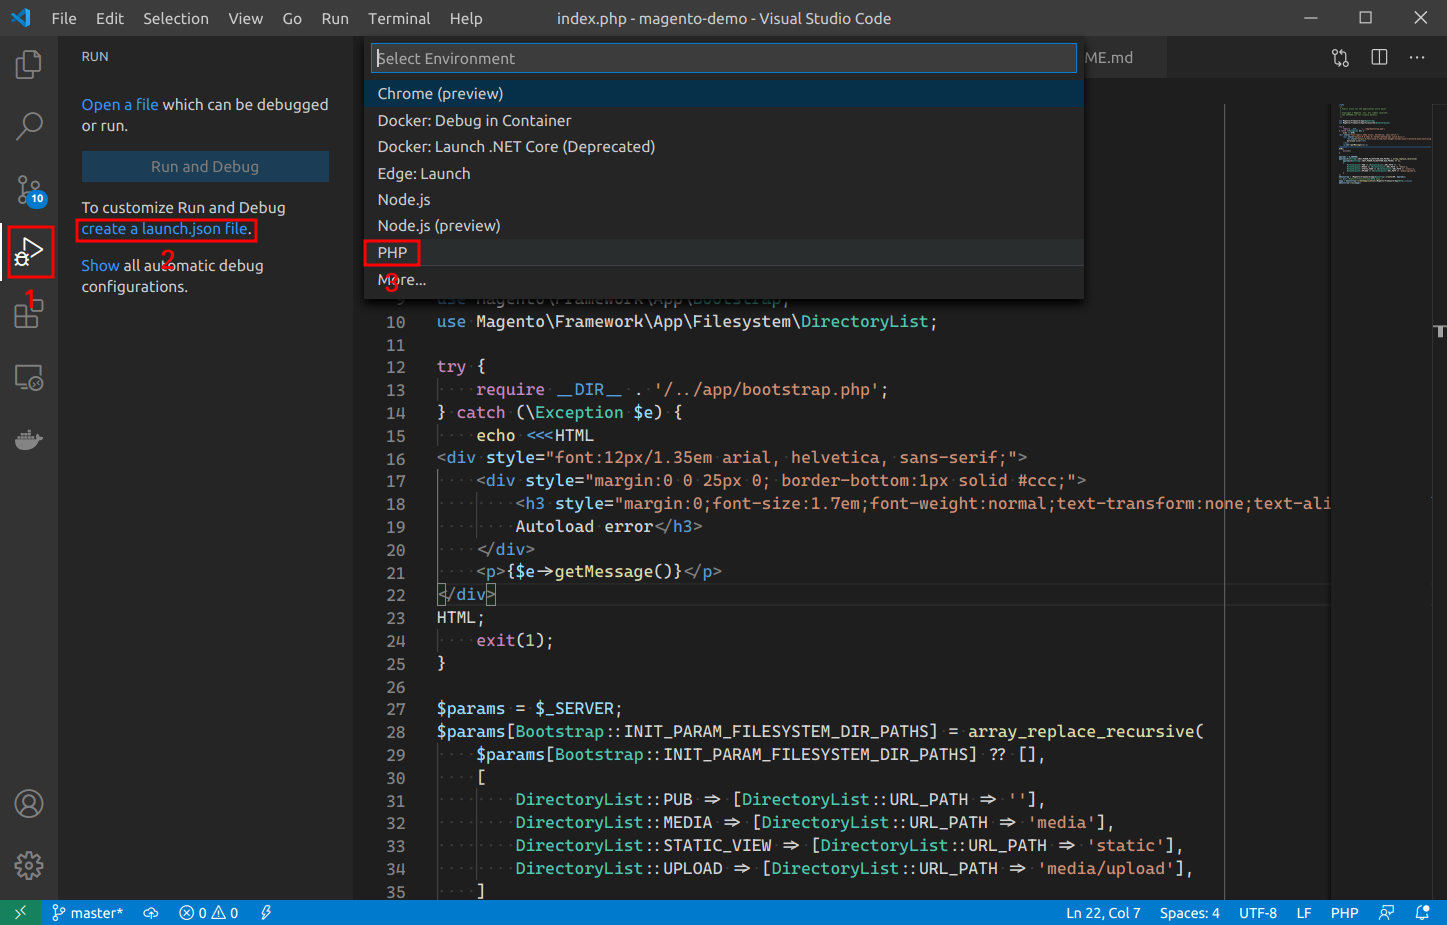 File Edit Selection View Go Run Terminal Help
index.php - magento-demo - Visual Studio Code
RUN
Open a file which can be debugged
or run.
Run and Debug
To customize Run and Debug
create a launch.json file.
Show all automatic debug
configurations.
10
1
2
3
Select Environment
Chrome (preview)
Docker: Debug in Container
Docker: Launch .NET Core (Deprecated)
Edge: Launch
Node.js
Node.js (preview)
PHP
More...
ME.md
9 use Magento\Framework\App\Bootstrap;
10 use Magento\Framework\App\Filesystem\DirectoryList;
11
12 try {
13 require __DIR__ . '/../app/bootstrap.php';
14 } catch (\Exception $e) {
15 echo <<<HTML
16 <div style="font:12px/1.35em arial, helvetica, sans-serif;">
17 <div style="margin:0 0 25px 0; border-bottom:1px solid #ccc;">
18 <h3 style="margin:0;font-size:1.7em;font-weight:normal;text-transform:none;text-ali
19 Autoload error</h3>
20 </div>
21 <p>{$e->getMessage()}</p>
22 </div>
23 HTML;
24 exit(1);
25 }
26
27 $params = $_SERVER;
28 $params[Bootstrap::INIT_PARAM_FILESYSTEM_DIR_PATHS] = array_replace_recursive(
29 $params[Bootstrap::INIT_PARAM_FILESYSTEM_DIR_PATHS] ?? [],
30 [
31 DirectoryList::PUB => [DirectoryList::URL_PATH => ''],
32 DirectoryList::MEDIA => [DirectoryList::URL_PATH => 'media'],
33 DirectoryList::STATIC_VIEW => [DirectoryList::URL_PATH => 'static'],
34 DirectoryList::UPLOAD => [DirectoryList::URL_PATH => 'media/upload'],
35 ]
master* 0 0 Ln 22, Col 7 Spaces: 4 UTF-8 LF PHP